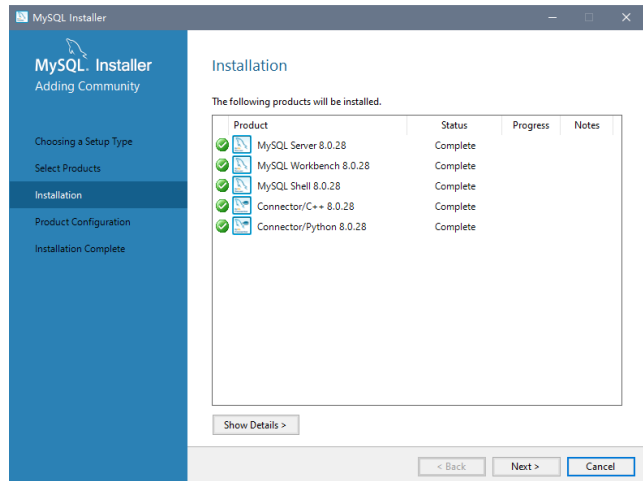 MySQL Installer
MySQL. Installer
Adding Community
Choosing a Setup Type
Select Products
Installation
Product Configuration
Installation Complete
Installation
The following products will be installed.
Product Status Progress Notes
MySQL Server 8.0.28 Complete
MySQL Workbench 8.0.28 Complete
MySQL Shell 8.0.28 Complete
Connector/C++ 8.0.28 Complete
Connector/Python 8.0.28 Complete
Show Details >
< Back Next > Cancel